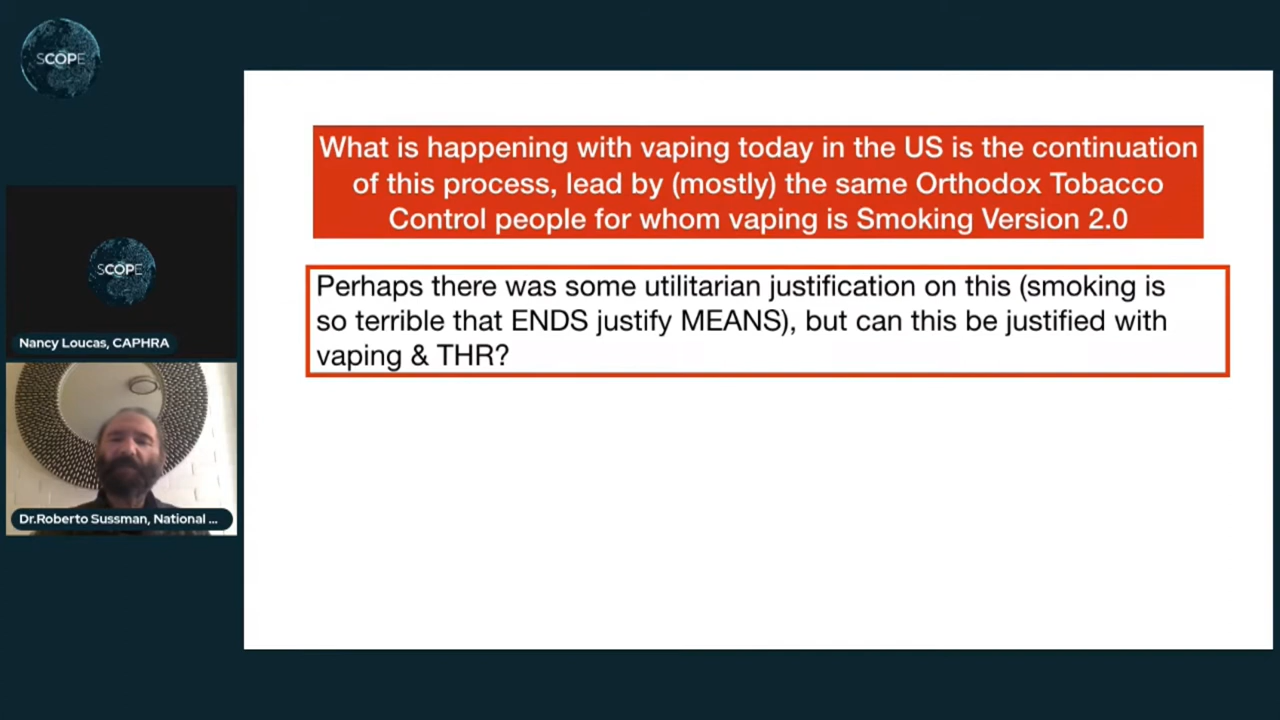 SCOPE
What is happening with vaping today in the US is the continuation
of this process, lead by (mostly) the same Orthodox Tobacco
Control people for whom vaping is Smoking Version 2.0
Perhaps there was some utilitarian justification on this (smoking is
so terrible that ENDS justify MEANS), but can this be justified with
vaping & THR?
SCOPE
Nancy Loucas, CAPHRA
Dr.Roberto Sussman, National ...